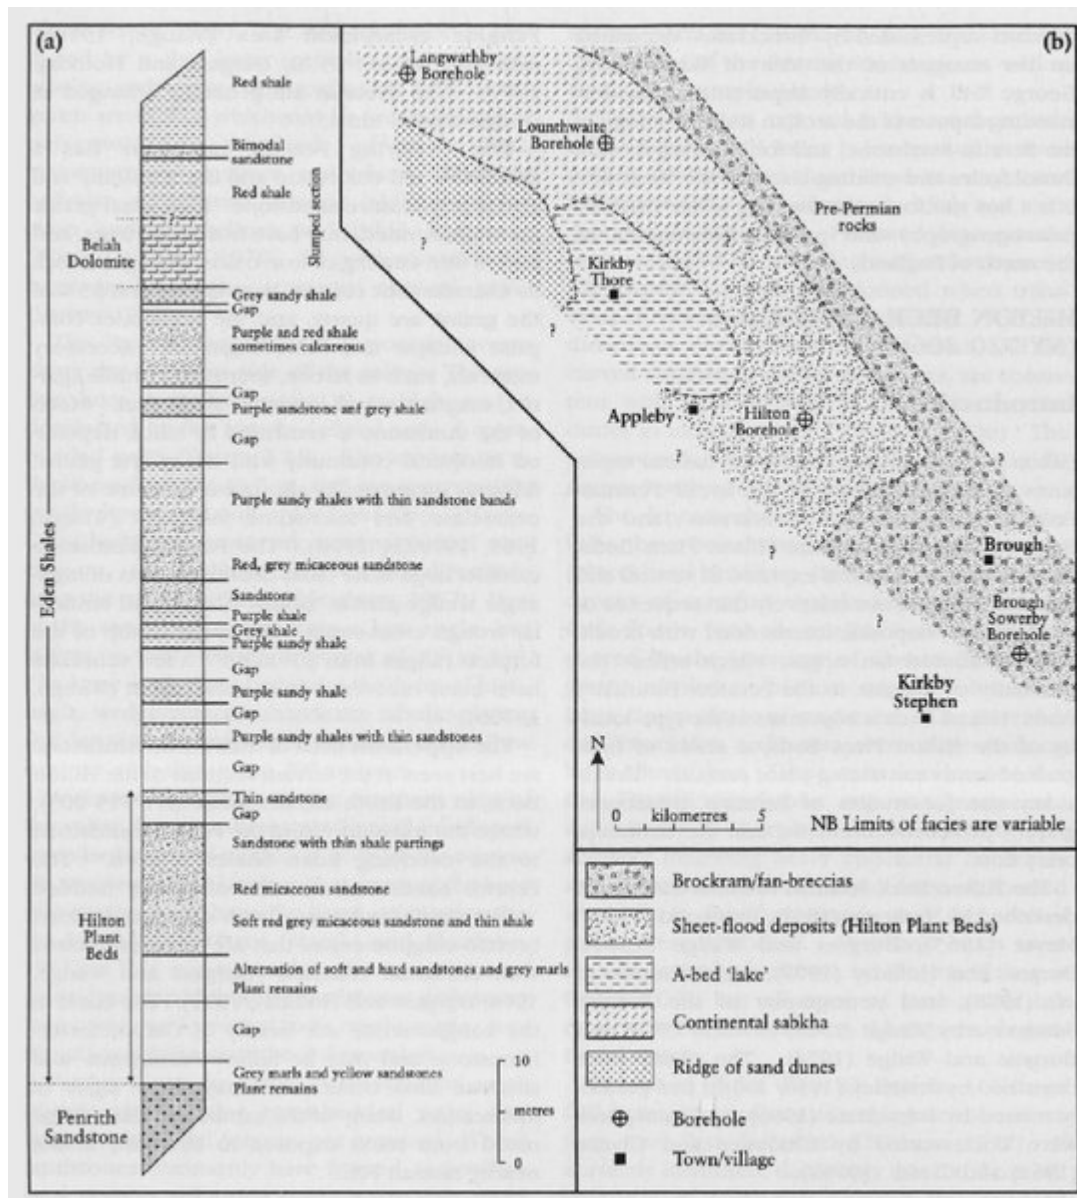 (a)
Red shale
Bimodal
sandstone
Red shale
Slumped section
Belah
Dolomite
Grey sandy shale
Gap
Purple and red shale
sometimes calcareous
Gap
Purple sandstone anf grey shale
Gap
Purple sandy shales with thin sandstone bands
Eden Shales
Red, grey micaceous sandstone
Sandstone
Purple shale
Grey shale
Purple sandy shale
Gap
Purple sandy shale
Gap
Purple sandy shales with thin sandstones
Gap
Thin sandstone
Gap
Sandstone with thin shale partings
Red micaceous sandstone
Hilton
Plant
Beds
Soft red grey micaceous sandstone and thin shale
Alternation of soft and hard sandstones and grey marls
Plant remains
Gap
Grey marls and yellow sandstones
Plant remains
Penrith
Sandstone
10
metres
0
(b)
Langwathby
Borehole
Lounthwaite
Borehole
Pre-Permian
rocks
?
?
?
Kirkby
Thore
?
Appleby
Hilton
Borehole
?
?
?
Brough
Brough
Sowerby
Borehole
?
Kirkby
Stephen
N
0 kilometres 5
NB Limits of facies are variable
Brockram/fan-breccias
Sheet-flood deposits (Hilton Plant Beds)
A-bed 'lake'
Continental sabkha
Ridge of sand dunes
Borehole
Town/village